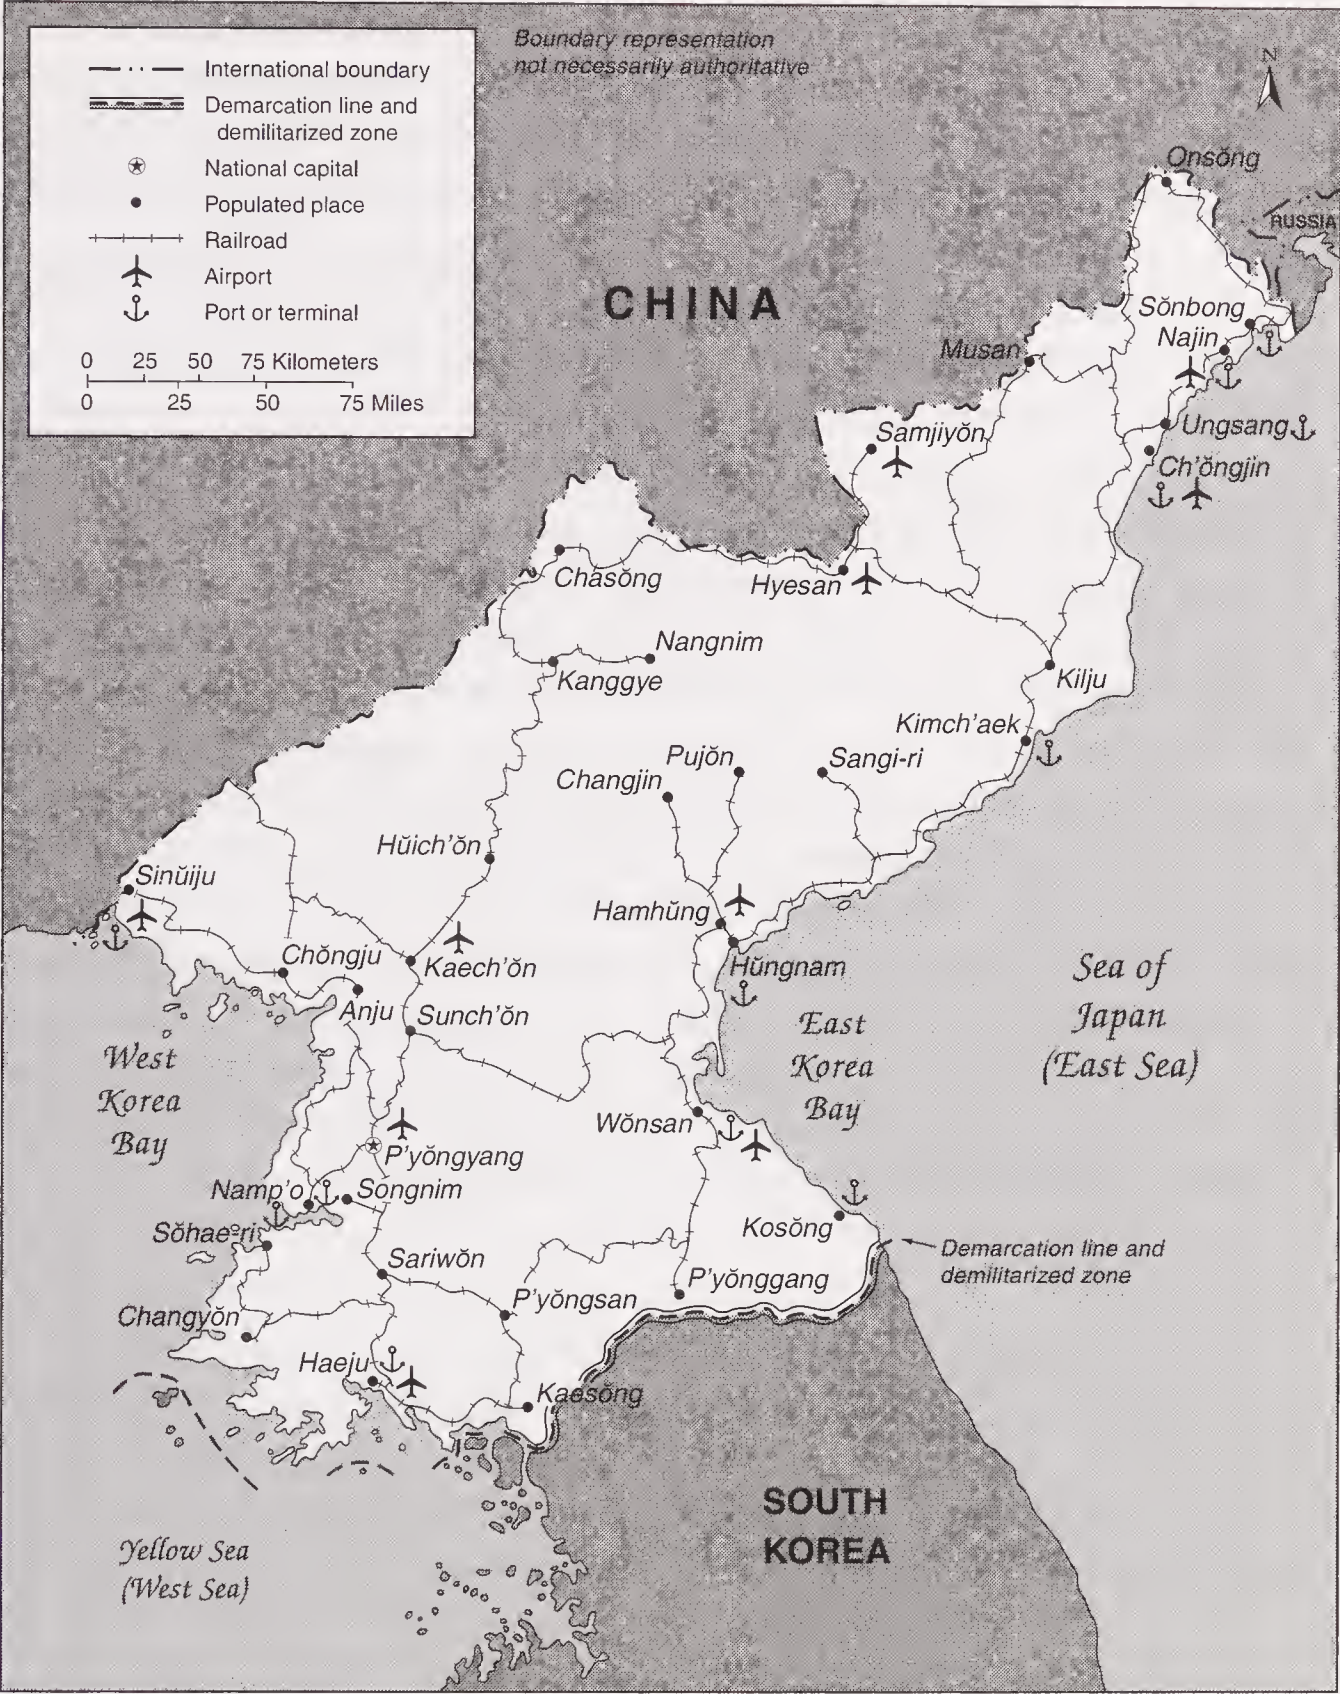 Boundary representation
not necessarily authoritative
International boundary
Demarcation line and
demilitarized zone
National capital
Populated place
Railroad
Airport
Port or terminal
0 25 50 75 Kilometers
0 25 50 75 Miles
N
Onsŏng
RUSSIA
CHINA
Sŏnbong
Najin
Musan
Ungsang
Samjiyŏn
Ch'ŏngjin
Chasŏng
Hyesan
Nangnim
Kanggye
Kilju
Kimch'aek
Pujŏn
Sangi-ri
Changjin
Hŭich'ŏn
Sinŭiju
Hamhŭng
Chŏngju
Kaech'ŏn
Hŭngnam
Anju
Sunch'ŏn
Sea of
Japan
(East Sea)
East
Korea
Bay
West
Korea
Bay
Wŏnsan
P'yŏngyang
Namp'o
Songnim
Sŏhae-ri
Kosŏng
Sariwŏn
Demarcation line and
demilitarized zone
P'yŏnggang
P'yŏngsan
Changyŏn
Haeju
Kaesŏng
SOUTH
KOREA
Yellow Sea
(West Sea)